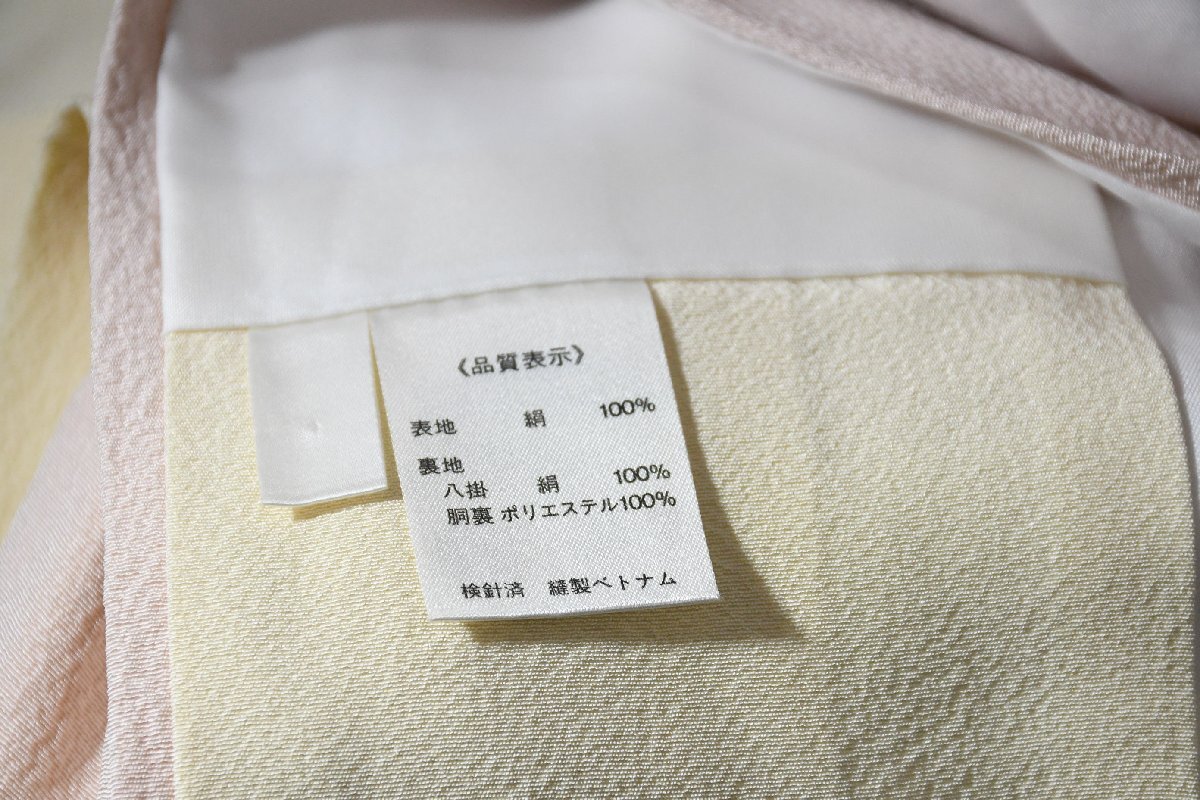 《品質表示》
表地 絹 100%
裏地
八掛 絹 100%
胴裏 ポリエステル100%
検針済 縫製ベトナム